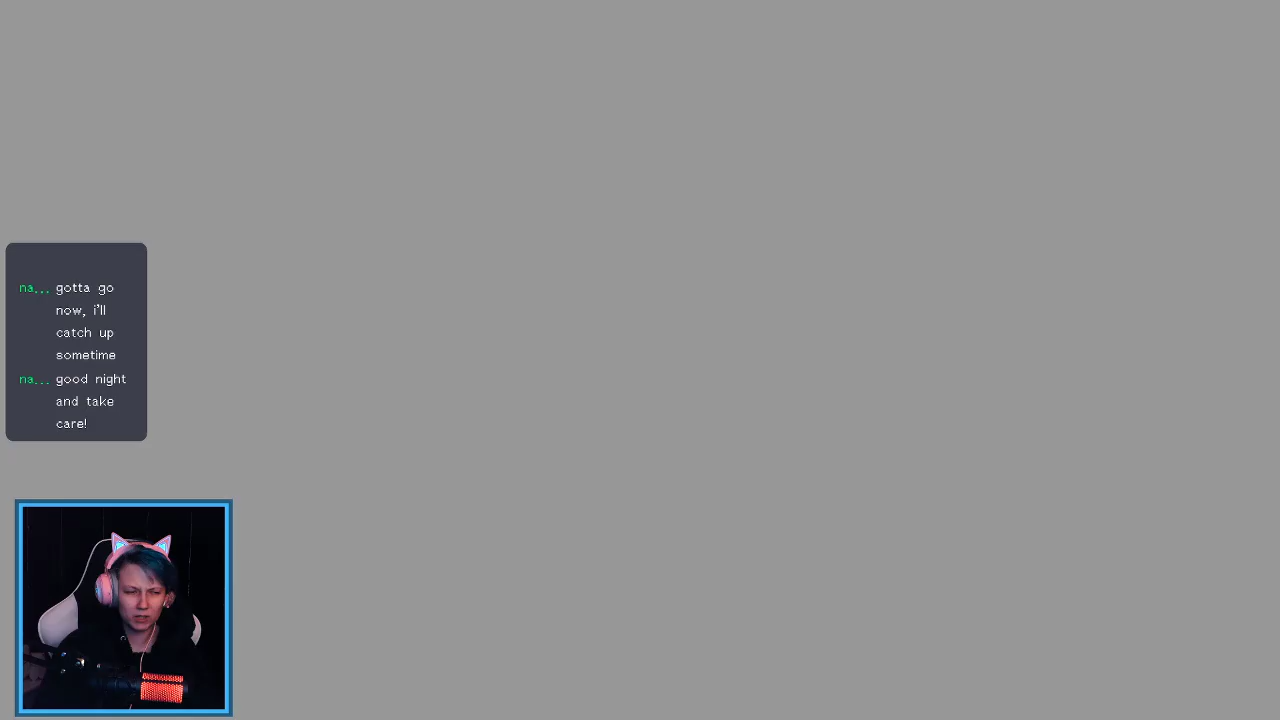 na... gotta go
now, i'll
catch up
sometime
na... good night
and take
care!